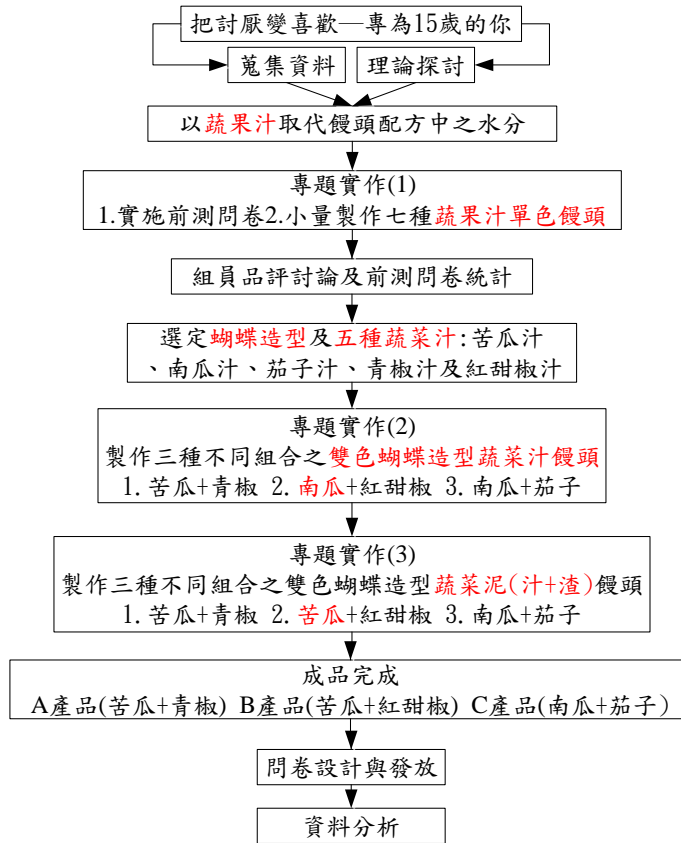 把討厭變喜歡—專為15歲的你
蒐集資料
理論探討
以蔬果汁取代饅頭配方中之水分
專題實作(1)
1.實施前測問卷2.小量製作七種蔬果汁單色饅頭
組員品評討論及前測問卷統計
選定蝴蝶造型及五種蔬菜汁:苦瓜汁
、南瓜汁、茄子汁、青椒汁及紅甜椒汁
專題實作(2)
製作三種不同組合之雙色蝴蝶造型蔬菜汁饅頭
1.苦瓜+青椒 2.南瓜+紅甜椒 3.南瓜+茄子
專題實作(3)
製作三種不同組合之雙色蝴蝶造型蔬菜泥(汁+渣)饅頭
1.苦瓜+青椒 2.苦瓜+紅甜椒 3.南瓜+茄子
成品完成
A產品(苦瓜+青椒) B產品(苦瓜+紅甜椒) C產品(南瓜+茄子)
問卷設計與發放
資料分析